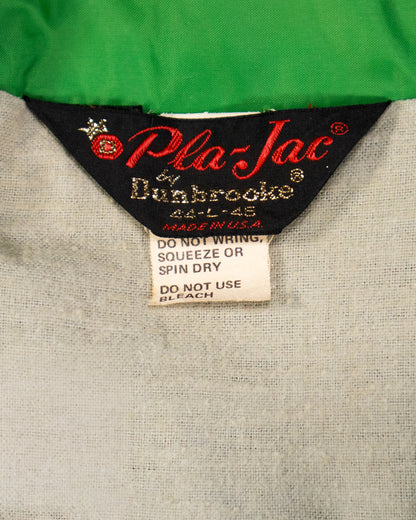 © Pla-Jac®
by
Dunbrooke®
44-L-46
MADE IN U.S.A.
DO NOT WRING,
SQUEEZE OR
SPIN DRY
DO NOT USE
BLEACH